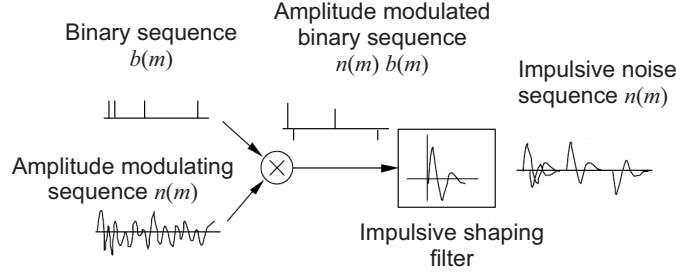 Binary sequence
b(m)
Amplitude modulated
binary sequence
n(m) b(m)
Impulsive noise
sequence n(m)
Amplitude modulating
sequence n(m)
Impulsive shaping
filter